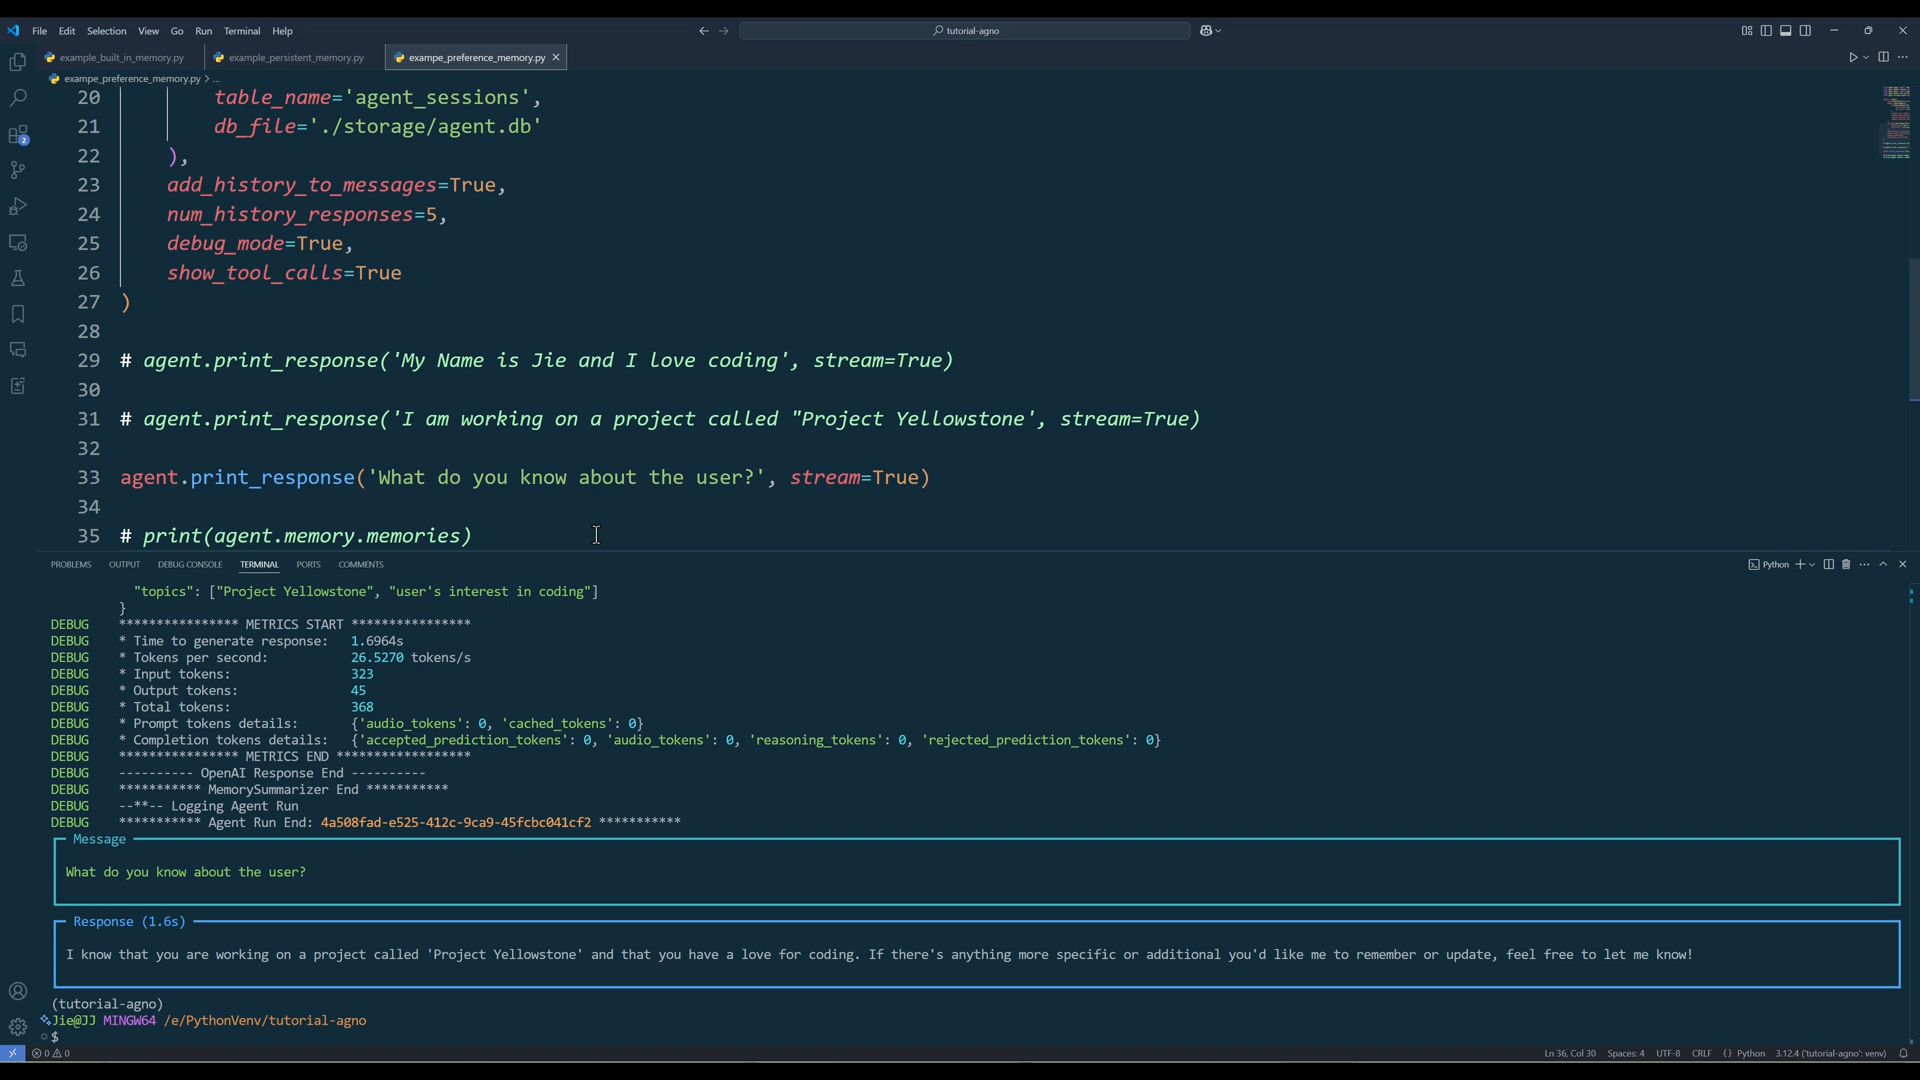 File Edit Selection View Go Run Terminal Help
tutorial-agno
example_built_in_memory.py example_persistent_memory.py exampe_preference_memory.py
exampe_preference_memory.py > ...
20 table_name='agent_sessions',
21 db_file='./storage/agent.db'
22 ),
23 add_history_to_messages=True,
24 num_history_responses=5,
25 debug_mode=True,
26 show_tool_calls=True
27 )
28
29 # agent.print_response('My Name is Jie and I love coding', stream=True)
30
31 # agent.print_response('I am working on a project called "Project Yellowstone', stream=True)
32
33 agent.print_response('What do you know about the user?', stream=True)
34
35 # print(agent.memory.memories)
2
PROBLEMS OUTPUT DEBUG CONSOLE TERMINAL PORTS COMMENTS
Python
"topics": ["Project Yellowstone", "user's interest in coding"]
}
DEBUG **************** METRICS START ****************
DEBUG * Time to generate response: 1.6964s
DEBUG * Tokens per second: 26.5270 tokens/s
DEBUG * Input tokens: 323
DEBUG * Output tokens: 45
DEBUG * Total tokens: 368
DEBUG * Prompt tokens details: {'audio_tokens': 0, 'cached_tokens': 0}
DEBUG * Completion tokens details: {'accepted_prediction_tokens': 0, 'audio_tokens': 0, 'reasoning_tokens': 0, 'rejected_prediction_tokens': 0}
DEBUG **************** METRICS END ******************
DEBUG ---------- OpenAI Response End ----------
DEBUG *********** MemorySummarizer End ***********
DEBUG --**-- Logging Agent Run
DEBUG *********** Agent Run End: 4a508fad-e525-412c-9ca9-45fcbc041cf2 ***********
Message
What do you know about the user?
Response (1.6s)
I know that you are working on a project called 'Project Yellowstone' and that you have a love for coding. If there's anything more specific or additional you'd like me to remember or update, feel free to let me know!
(tutorial-agno)
Jie@JJ MINGW64 /e/PythonVenv/tutorial-agno
$
0 0 Ln 36, Col 30 Spaces: 4 UTF-8 CRLF {} Python 3.12.4 ('tutorial-agno': venv)